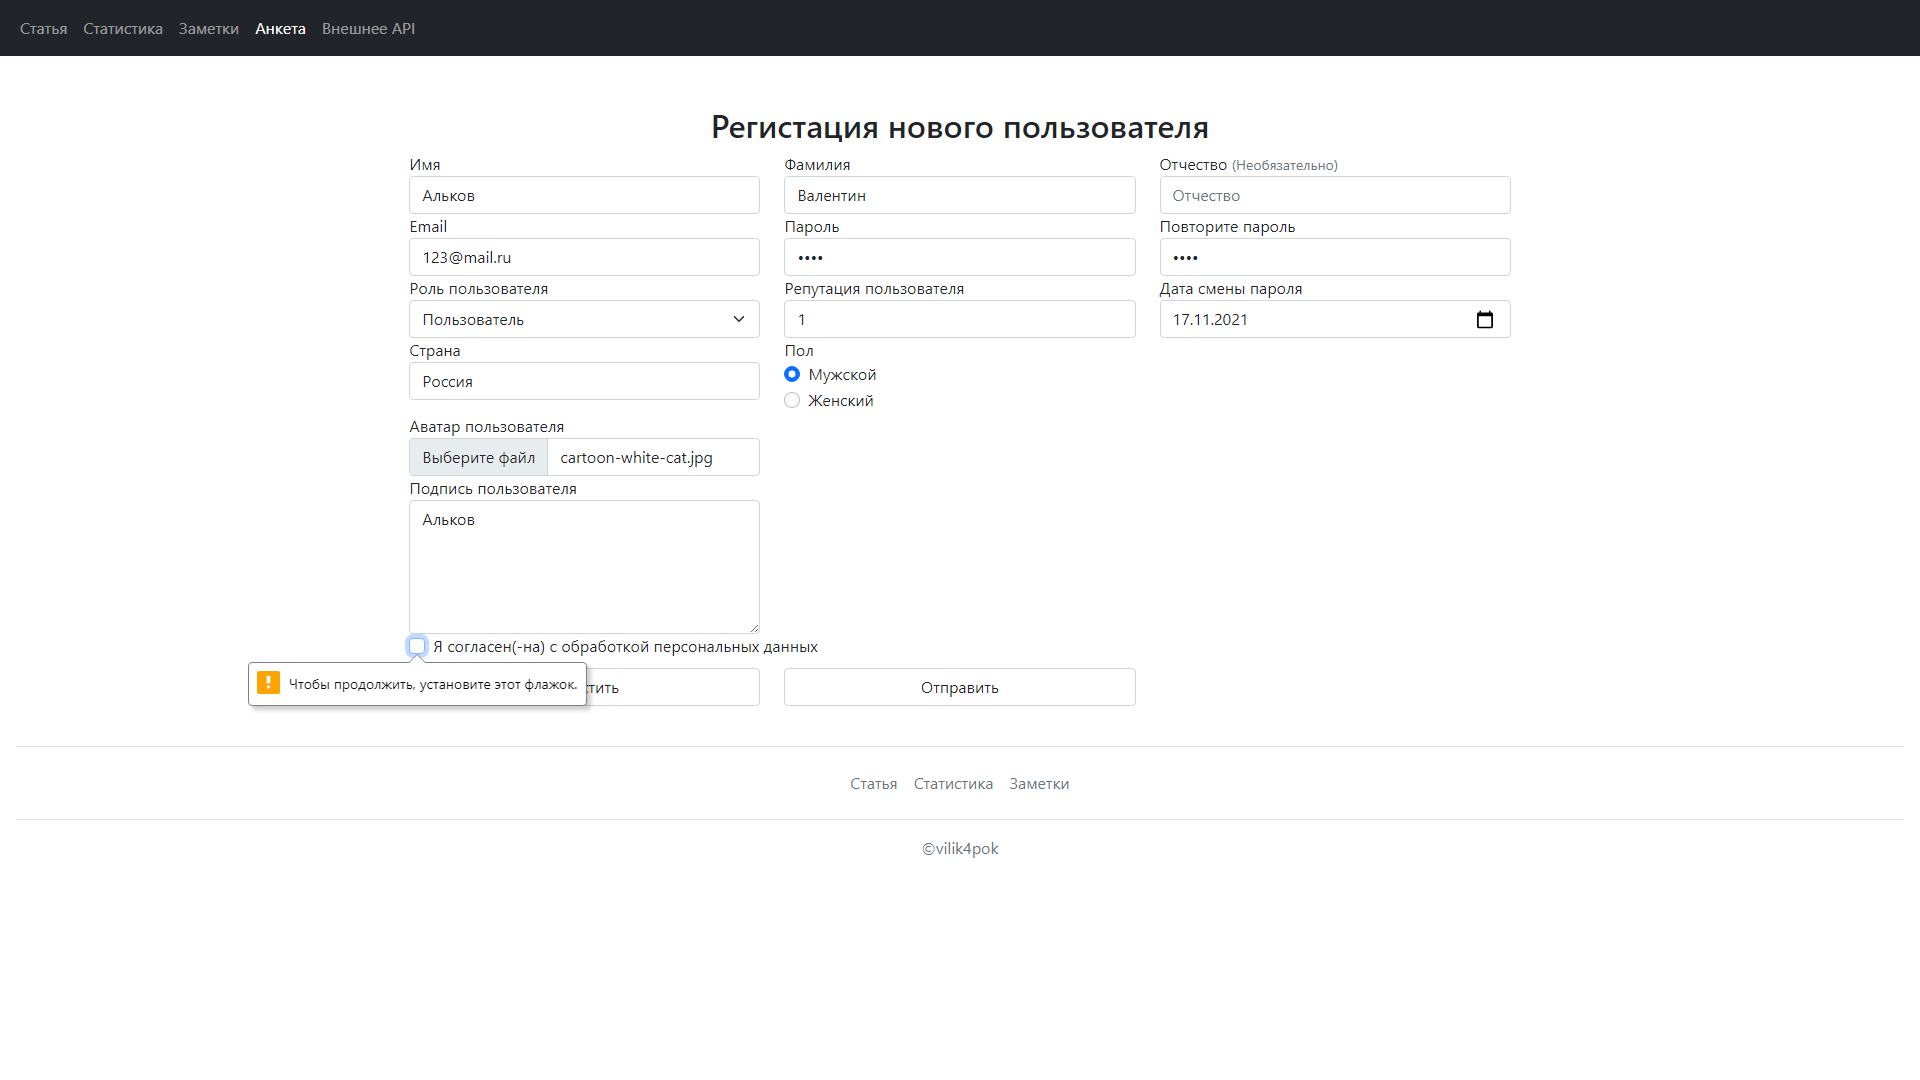 Статья Статистика Заметки Анкета Внешнее API
Регистация нового пользователя
Имя Фамилия Отчество (Необязательно)
Альков Валентин Отчество
Email Пароль Повторите пароль
123@mail.ru •••• ••••
Роль пользователя Репутация пользователя Дата смены пароля
Пользователь 1 17.11.2021
Страна Пол
Россия Мужской
Женский
Аватар пользователя
Выберите файл cartoon-white-cat.jpg
Подпись пользователя
Альков
Я согласен(-на) с обработкой персональных данных
Чтобы продолжить, установите этот флажок. тить Отправить
Статья Статистика Заметки
©vilik4pok